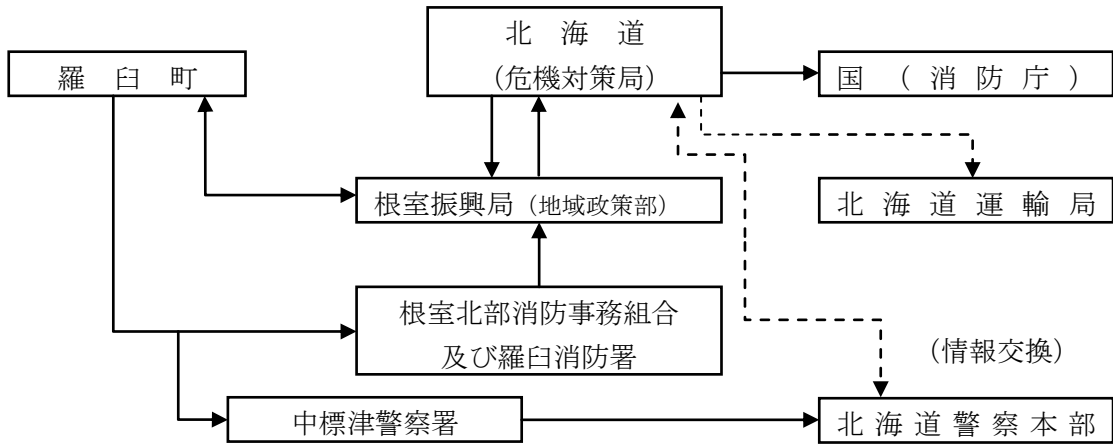 北海道
(危機対策局)
羅臼町
国(消防庁)
根室振興局(地域政策部)
北海道運輸局
根室北部消防事務組合
及び羅臼消防署
(情報交換)
中標津警察署
北海道警察本部